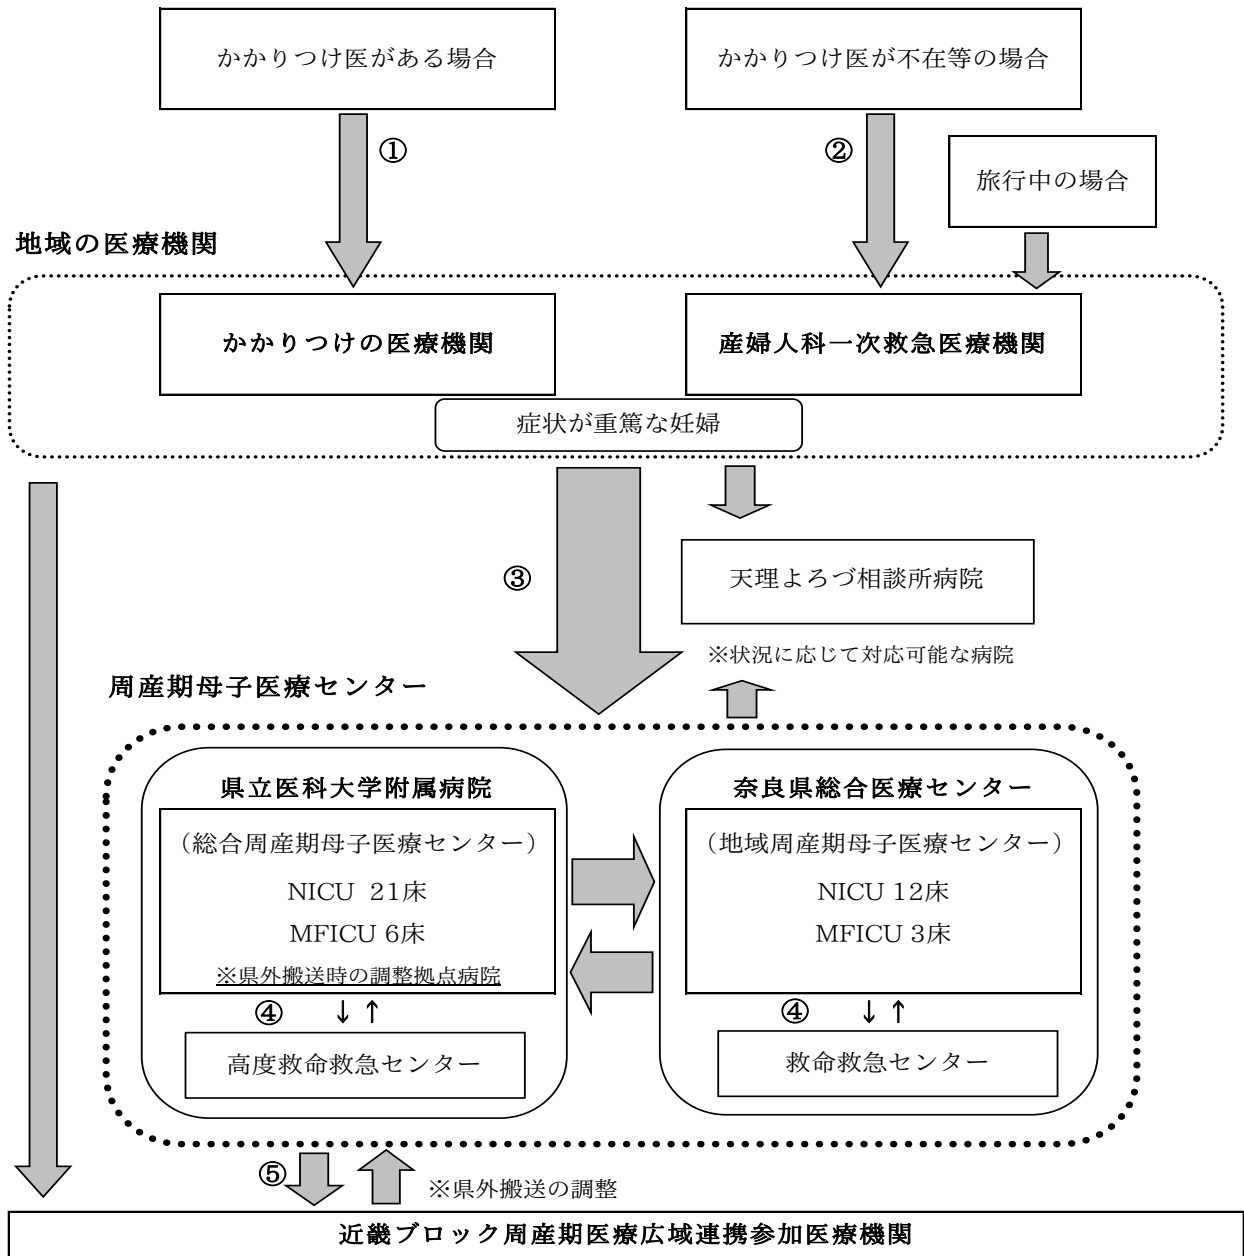 かかりつけ医がある場合
かかりつけ医が不在等の場合
①
②
旅行中の場合
地域の医療機関
かかりつけの医療機関
産婦人科一次救急医療機関
症状が重篤な妊婦
③
天理よろづ相談所病院
※状況に応じて対応可能な病院
周産期母子医療センター
県立医科大学附属病院
（総合周産期母子医療センター）
NICU 21床
MFICU 6床
※県外搬送時の調整拠点病院
④ ↓↑
高度救命救急センター
奈良県総合医療センター
（地域周産期母子医療センター）
NICU 12床
MFICU 3床
④ ↓↑
救命救急センター
⑤
※県外搬送の調整
近畿ブロック周産期医療広域連携参加医療機関